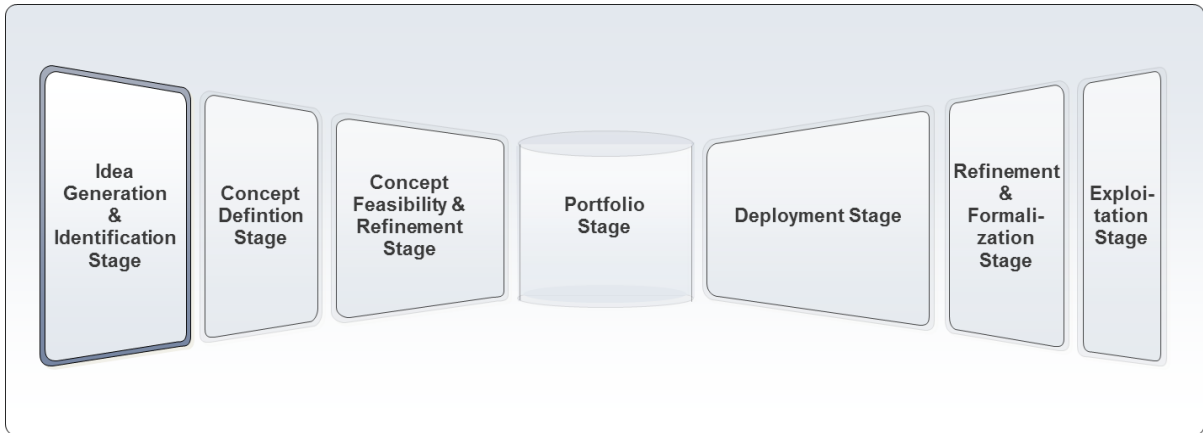 Idea
Generation
&
Identification
Stage
Concept
Defintion
Stage
Concept
Feasibility &
Refinement
Stage
Portfolio
Stage
Deployment Stage
Refinement
&
Formali-
zation
Stage
Exploi-
tation
Stage